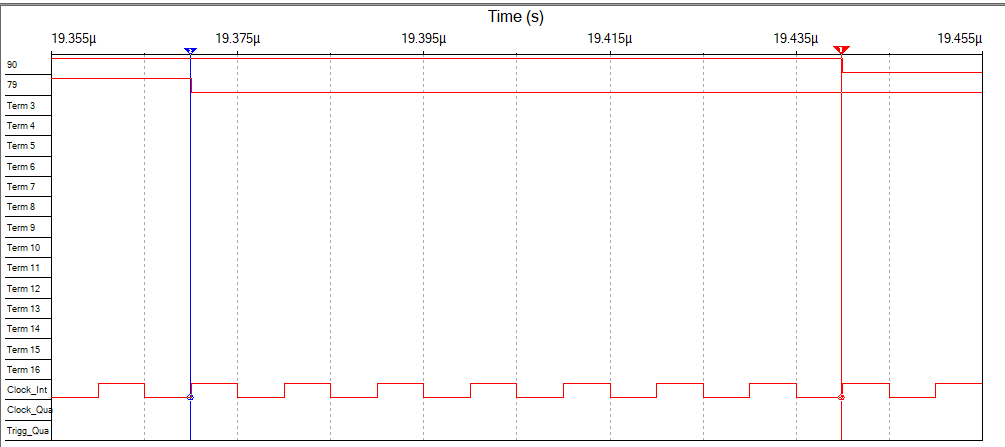 Time (s)
19.355µ 19.375µ 19.395µ 19.415µ 19.435µ 19.455µ
90
79
Term 3
Term 4
Term 5
Term 6
Term 7
Term 8
Term 9
Term 10
Term 11
Term 12
Term 13
Term 14
Term 15
Term 16
Clock_Int
Clock_Qua
Trigg_Qua